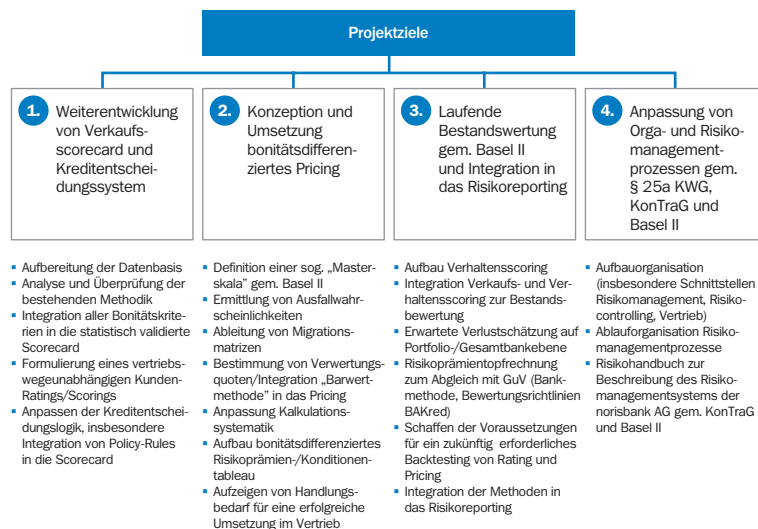 Projektziele
1.
Weiterentwicklung
von Verkaufs-
scorecard und
Kreditentschei-
dungssystem
2.
Konzeption und
Umsetzung
bonitätsdifferen-
ziertes Pricing
3.
Laufende
Bestandswertung
gem. Basel II
und Integration in
das Risikoreporting
4.
Anpassung von
Orga- und Risiko-
management-
prozessen gem.
§ 25a KWG,
KonTraG und
Basel II
▪ Aufbereitung der Datenbasis
▪ Analyse und Überprüfung der
bestehenden Methodik
▪ Integration aller Bonitätskrite-
rien in die statistisch validierte
Scorecard
▪ Formulierung eines vertriebs-
wegeunabhängigen Kunden-
Ratings/Scorings
▪ Anpassen der Kreditentschei-
dungslogik, insbesondere
Integration von Policy-Rules
in die Scorecard
▪ Definition einer sog. „Master-
skala" gem. Basel II
▪ Ermittlung von Ausfallwahr-
scheinlichkeiten
▪ Ableitung von Migrations-
matrizen
▪ Bestimmung von Verwertungs-
quoten/Integration „Barwert-
methode" in das Pricing
▪ Anpassung Kalkulations-
systematik
▪ Aufbau bonitätsdifferenziertes
Risikoprämien-/Konditionen-
tableau
▪ Aufzeigen von Handlungs-
bedarf für eine erfolgreiche
Umsetzung im Vertrieb
▪ Aufbau Verhaltensscoring
▪ Integration Verkaufs- und Ver-
haltensscoring zur Bestands-
bewertung
▪ Erwartete Verlustschätzung auf
Portfolio-/Gesamtbankebene
▪ Risikoprämientopfrechnung
zum Abgleich mit GuV (Bank-
methode, Bewertungsrichtlinien
BAKred)
▪ Schaffen der Voraussetzungen
für ein zukünftig erforderliches
Backtesting von Rating und
Pricing
▪ Integration der Methoden in
das Risikoreporting
▪ Aufbauorganisation
(insbesondere Schnittstellen
Risikomanagement, Risiko-
controlling, Vertrieb)
▪ Ablauforganisation Risiko-
managementprozesse
▪ Risikohandbuch zur
Beschreibung des Risiko-
managementsystems der
norisbank AG gem. KonTraG
und Basel II